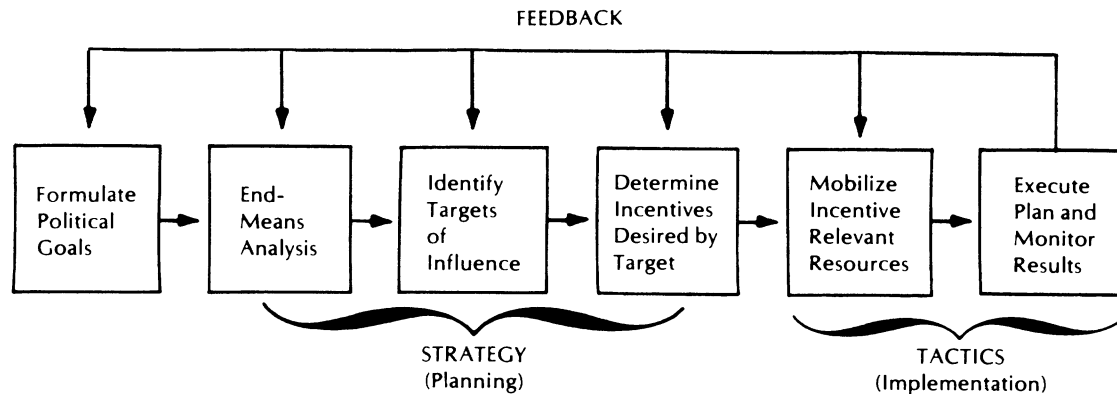 FEEDBACK
Formulate
Political
Goals
End-
Means
Analysis
Identify
Targets
of
Influence
Determine
Incentives
Desired by
Target
Mobilize
Incentive
Relevant
Resources
Execute
Plan and
Monitor
Results
STRATEGY
(Planning)
TACTICS
(Implementation)